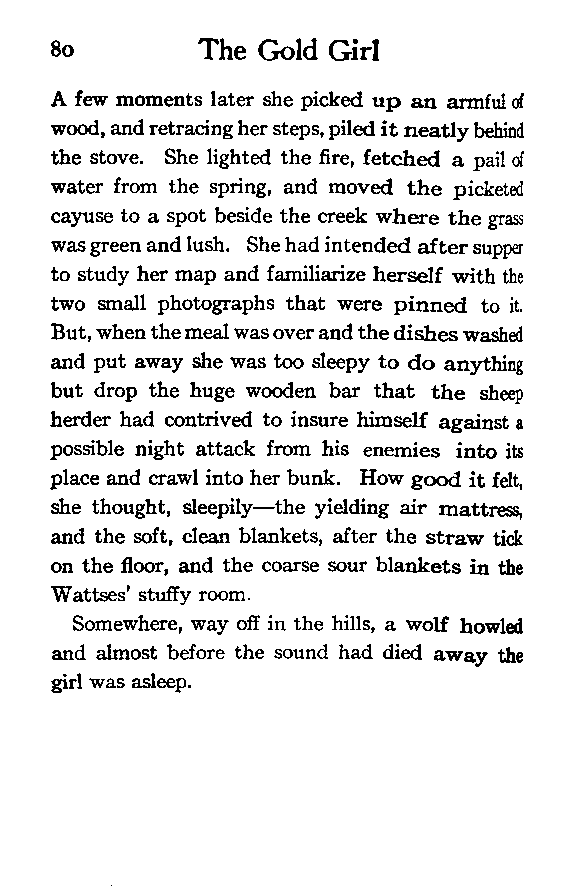 80 The Gold Girl
A few moments later she picked up an armful of
wood, and retracing her steps, piled it neatly behind
the stove. She lighted the fire, fetched a pail of
water from the spring, and moved the picketed
cayuse to a spot beside the creek where the grass
was green and lush. She had intended after supper
to study her map and familiarize herself with the
two small photographs that were pinned to it.
But, when the meal was over and the dishes washed
and put away she was too sleepy to do anything
but drop the huge wooden bar that the sheep
herder had contrived to insure himself against a
possible night attack from his enemies into its
place and crawl into her bunk. How good it felt,
she thought, sleepily—the yielding air mattress,
and the soft, clean blankets, after the straw tick
on the floor, and the coarse sour blankets in the
Wattses' stuffy room.
Somewhere, way off in the hills, a wolf howled
and almost before the sound had died away the
girl was asleep.